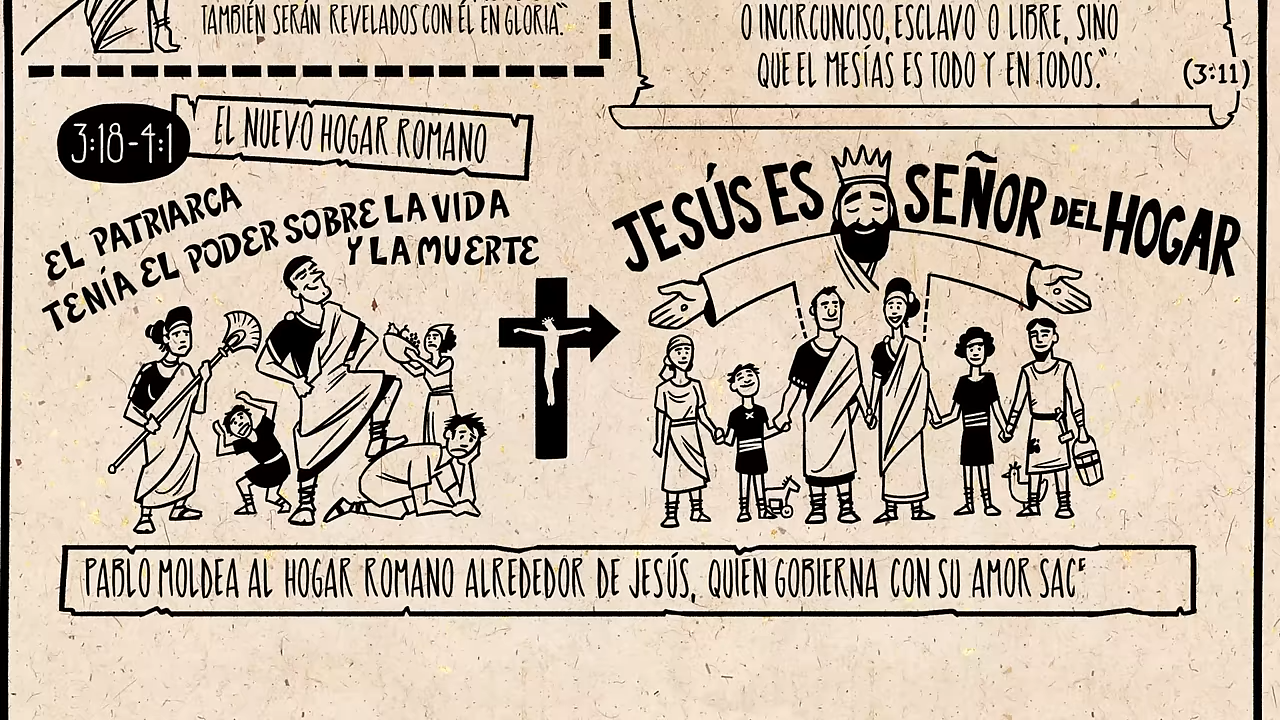 TAMBIÉN SERÁN REVELADOS CON ÉL EN GLORIA."
O INCIRCUNCISO, ESCLAVO O LIBRE, SINO
QUE EL MESÍAS ES TODO Y EN TODOS."
(3:11)
3:18-4:1
EL NUEVO HOGAR ROMANO
EL PATRIARCA
TENÍA EL PODER SOBRE LA VIDA
Y LA MUERTE
JESÚS ES SEÑOR DEL HOGAR
PABLO MOLDEA AL HOGAR ROMANO ALREDEDOR DE JESÚS, QUIEN GOBIERNA CON SU AMOR